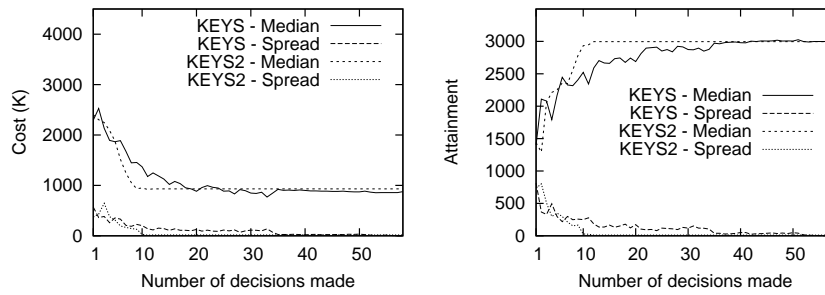 Cost (K)
4000
3000
2000
1000
0
KEYS - Median
KEYS - Spread
KEYS2 - Median
KEYS2 - Spread
1 10 20 30 40 50
Number of decisions made
Attainment
3000
2500
2000
1500
1000
500
0
KEYS - Median
KEYS - Spread
KEYS2 - Median
KEYS2 - Spread
1 10 20 30 40 50
Number of decisions made